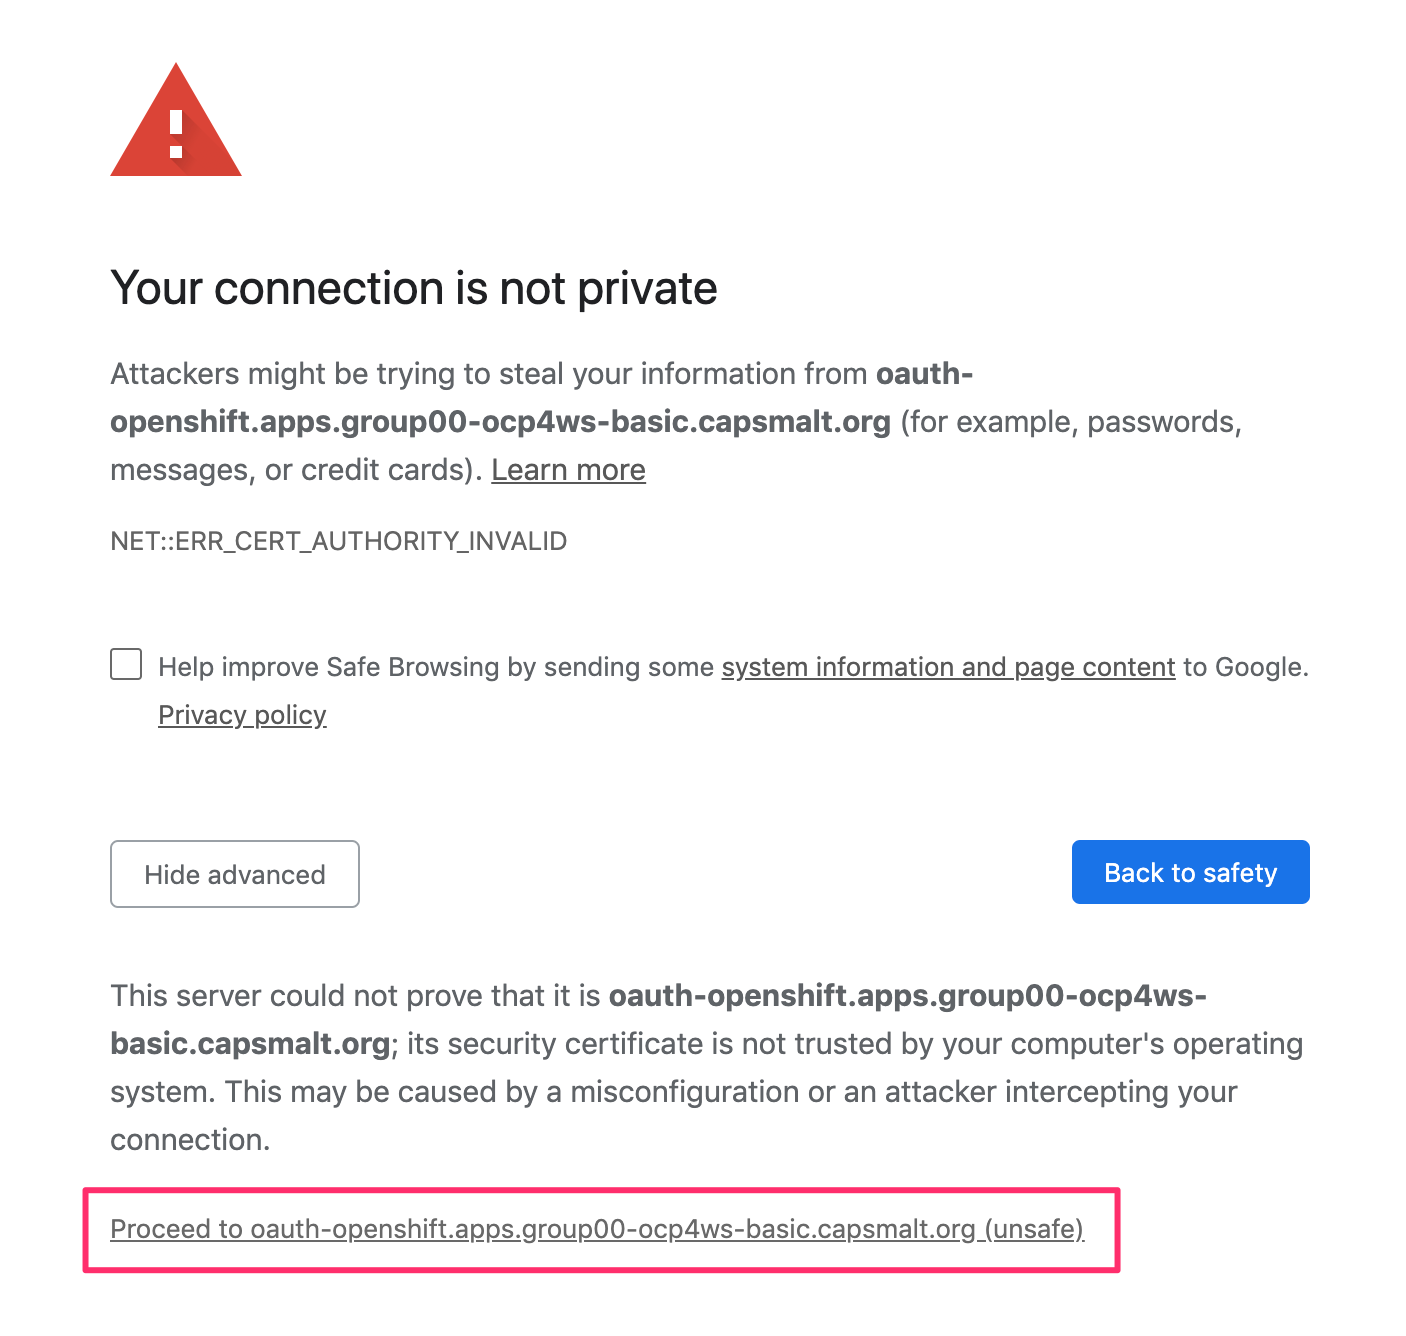 Your connection is not private
Attackers might be trying to steal your information from oauth-
openshift.apps.group00-ocp4ws-basic.capsmalt.org (for example, passwords,
messages, or credit cards). Learn more
NET::ERR_CERT_AUTHORITY_INVALID
Help improve Safe Browsing by sending some system information and page content to Google.
Privacy policy
Hide advanced
Back to safety
This server could not prove that it is oauth-openshift.apps.group00-ocp4ws-
basic.capsmalt.org; its security certificate is not trusted by your computer's operating
system. This may be caused by a misconfiguration or an attacker intercepting your
connection.
Proceed to oauth-openshift.apps.group00-ocp4ws-basic.capsmalt.org (unsafe)